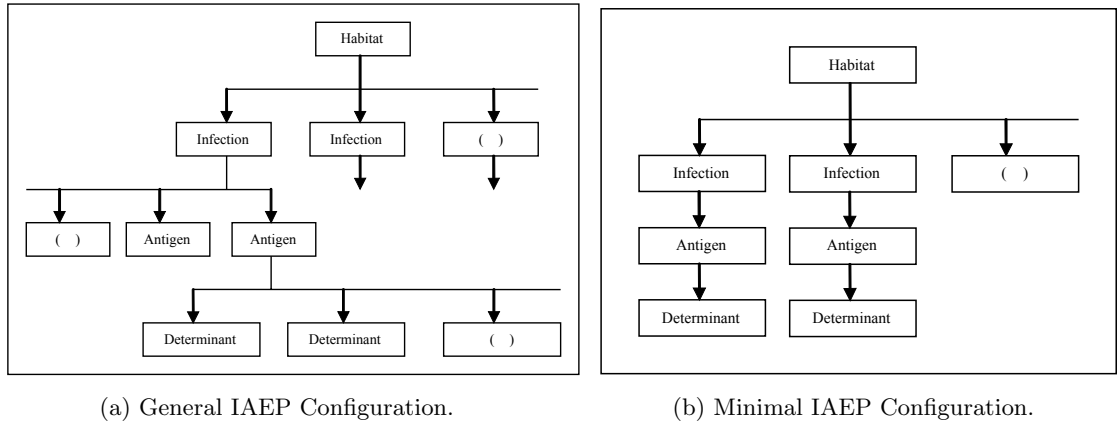 Habitat
Infection Infection ( )
( ) Antigen Antigen
Determinant Determinant ( )
(a) General IAEP Configuration.
Habitat
Infection Infection ( )
Antigen Antigen
Determinant Determinant
(b) Minimal IAEP Configuration.